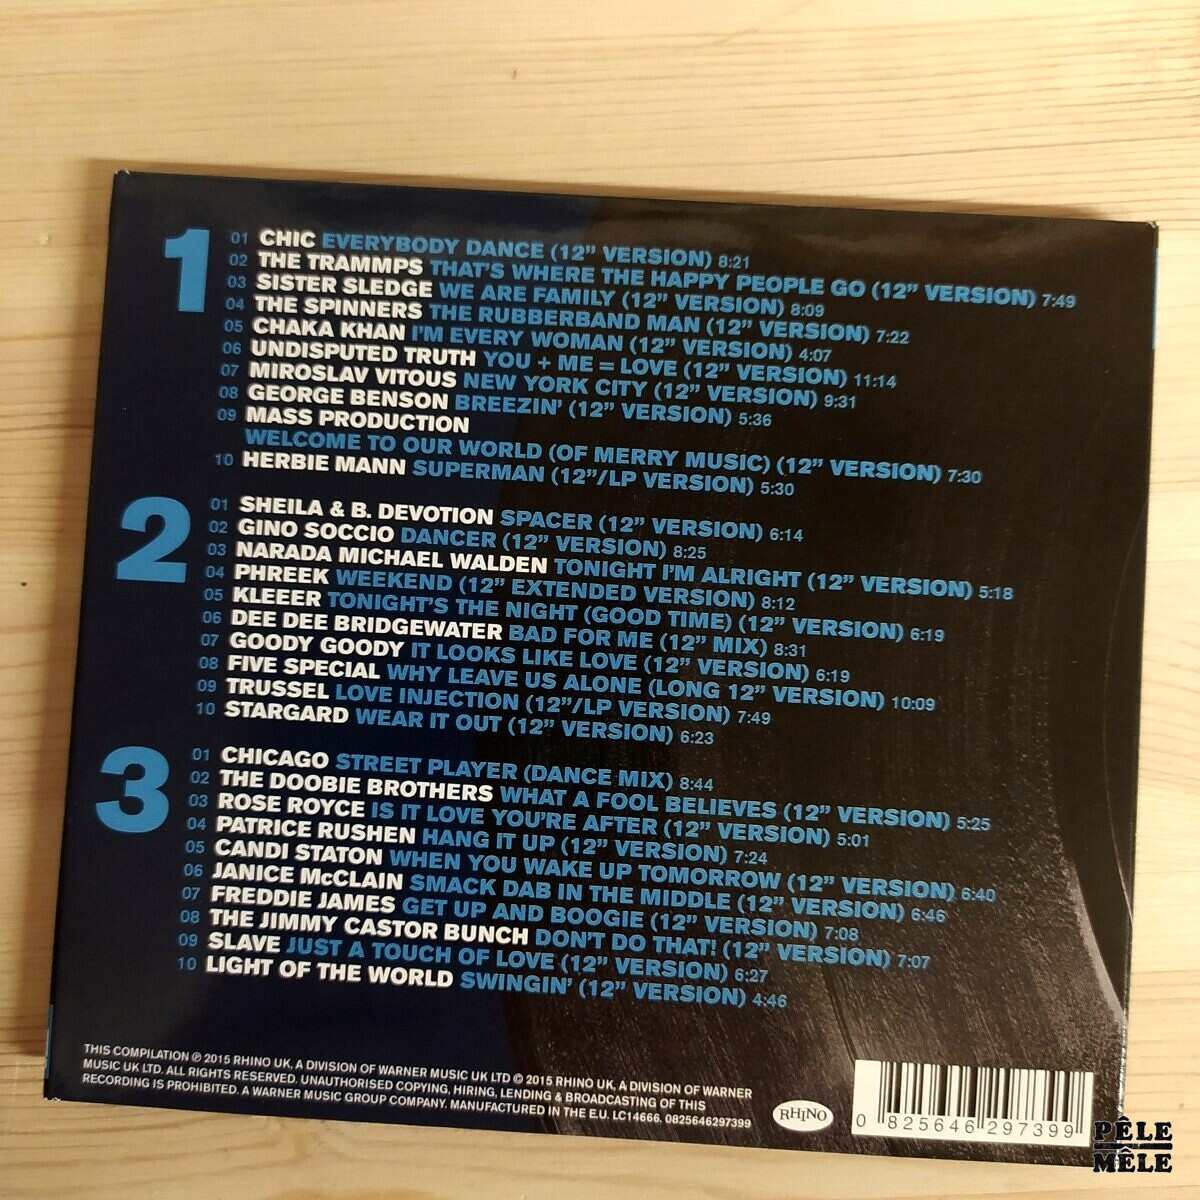 1
01 CHIC EVERYBODY DANCE (12” VERSION) 8:21
02 THE TRAMMPS THAT'S WHERE THE HAPPY PEOPLE GO (12” VERSION) 7:49
03 SISTER SLEDGE WE ARE FAMILY (12” VERSION) 8:09
04 THE SPINNERS THE RUBBERBAND MAN (12” VERSION) 7:22
05 CHAKA KHAN I'M EVERY WOMAN (12” VERSION) 4:07
06 UNDISPUTED TRUTH YOU + ME = LOVE (12” VERSION) 11:14
07 MIROSLAV VITOUS NEW YORK CITY (12” VERSION) 9:31
08 GEORGE BENSON BREEZIN' (12” VERSION) 5:36
09 MASS PRODUCTION
WELCOME TO OUR WORLD (OF MERRY MUSIC) (12” VERSION) 7:30
10 HERBIE MANN SUPERMAN (12”/LP VERSION) 5:30
2
01 SHEILA & B. DEVOTION SPACER (12” VERSION) 6:14
02 GINO SOCCIO DANCER (12” VERSION) 8:25
03 NARADA MICHAEL WALDEN TONIGHT I'M ALRIGHT (12” VERSION) 5:18
04 PHREEK WEEKEND (12” EXTENDED VERSION) 8:12
05 KLEEER TONIGHT'S THE NIGHT (GOOD TIME) (12” VERSION) 6:19
06 DEE DEE BRIDGEWATER BAD FOR ME (12” MIX) 8:31
07 GOODY GOODY IT LOOKS LIKE LOVE (12” VERSION) 6:19
08 FIVE SPECIAL WHY LEAVE US ALONE (LONG 12” VERSION) 10:09
09 TRUSSEL LOVE INJECTION (12”/LP VERSION) 7:49
10 STARGARD WEAR IT OUT (12” VERSION) 6:23
3
01 CHICAGO STREET PLAYER (DANCE MIX) 8:44
02 THE DOOBIE BROTHERS WHAT A FOOL BELIEVES (12” VERSION) 5:25
03 ROSE ROYCE IS IT LOVE YOU'RE AFTER (12” VERSION) 5:01
04 PATRICE RUSHEN HANG IT UP (12” VERSION) 7:24
05 CANDI STATON WHEN YOU WAKE UP TOMORROW (12” VERSION) 6:40
06 JANICE McCLAIN SMACK DAB IN THE MIDDLE (12” VERSION) 6:46
07 FREDDIE JAMES GET UP AND BOOGIE (12” VERSION) 7:08
08 THE JIMMY CASTOR BUNCH DON'T DO THAT! (12” VERSION) 7:07
09 SLAVE JUST A TOUCH OF LOVE (12” VERSION) 6:27
10 LIGHT OF THE WORLD SWINGIN' (12” VERSION) 4:46
THIS COMPILATION ℗ 2015 RHINO UK, A DIVISION OF WARNER MUSIC UK LTD © 2015 RHINO UK, A DIVISION OF WARNER
MUSIC UK LTD. ALL RIGHTS RESERVED. UNAUTHORISED COPYING, HIRING, LENDING & BROADCASTING OF THIS
RECORDING IS PROHIBITED. A WARNER MUSIC GROUP COMPANY. MANUFACTURED IN THE E.U. LC14666. 0825646297399
RHINO
0 825646 297399
PÊLE
MÊLE